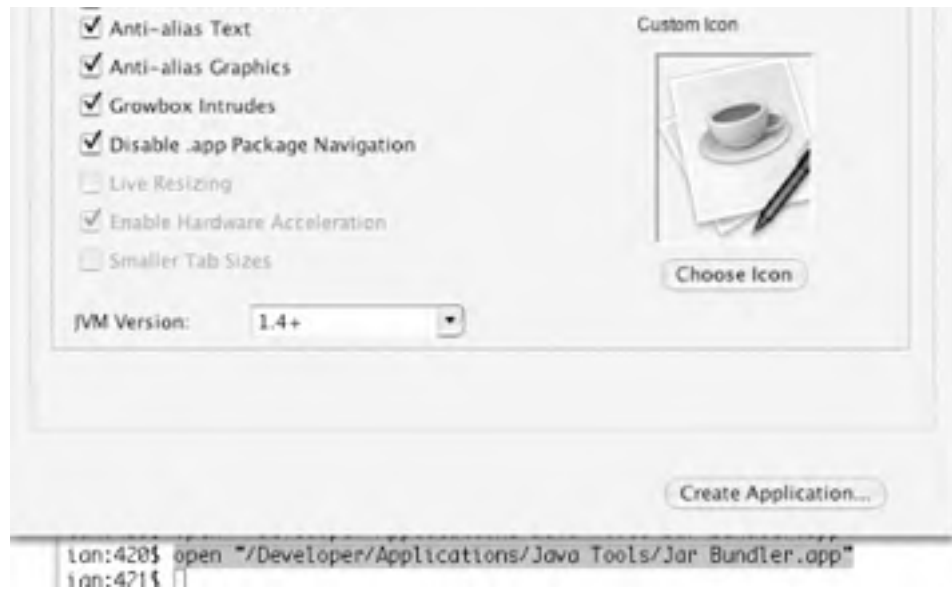 Anti-alias Text
Custom Icon
Anti-alias Graphics
Growbox Intrudes
Disable .app Package Navigation
Live Resizing
Enable Hardware Acceleration
Smaller Tab Sizes
Choose Icon
JVM Version: 1.4+
Create Application...
ian:420$ open "/Developer/Applications/Java Tools/Jar Bundler.app"
ian:421$